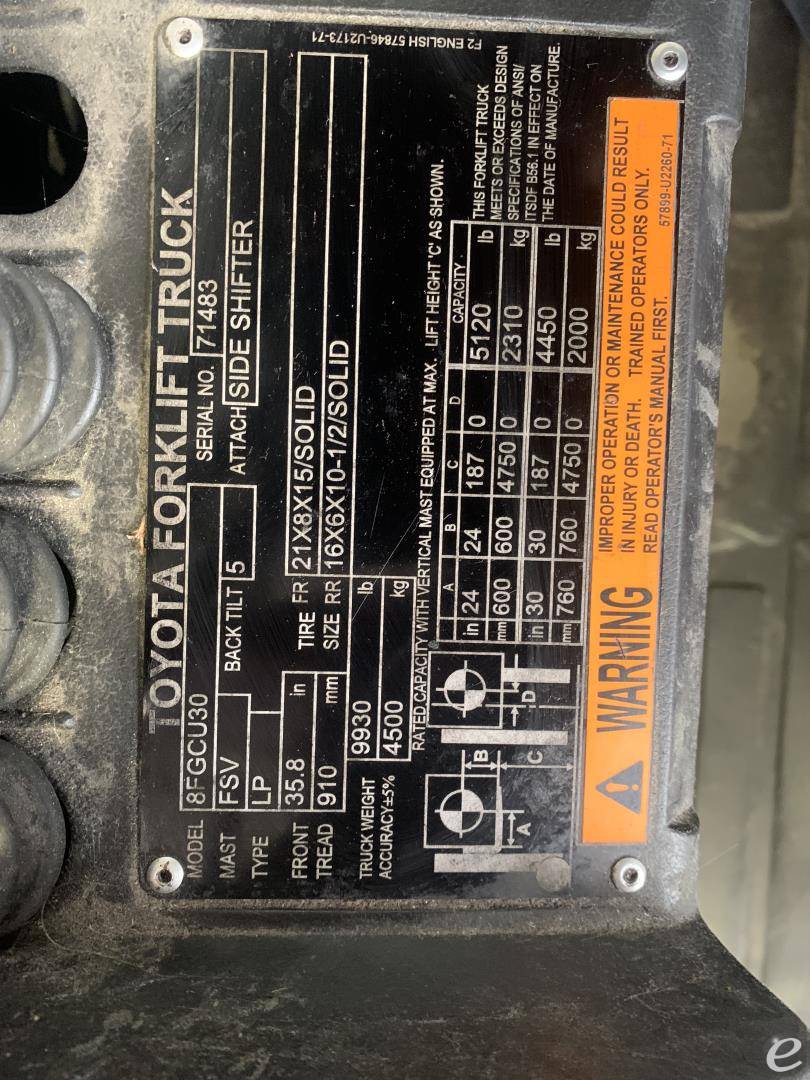 TOYOTA FORKLIFT TRUCK
MODEL 8FGCU30 SERIAL NO. 71483
MAST FSV BACK TILT 5 ATTACH SIDE SHIFTER
TYPE LP
FRONT 35.8 in TIRE FR 21X8X15/SOLID
TREAD 910 mm SIZE RR 16X6X10-1/2/SOLID
TRUCK WEIGHT 9930 lb
ACCURACY±5% 4500 kg
RATED CAPACITY WITH VERTICAL MAST EQUIPPED AT MAX. LIFT HEIGHT 'C' AS SHOWN.
A B C D CAPACITY
in 24 24 187 0 5120 lb
mm 600 600 4750 0 2310 kg
in 30 30 187 0 4450 lb
mm 760 760 4750 0 2000 kg
A B C D
THIS FORKLIFT TRUCK
MEETS OR EXCEEDS DESIGN
SPECIFICATIONS OF ANSI/
ITSDF B56.1 IN EFFECT ON
THE DATE OF MANUFACTURE.
WARNING
IMPROPER OPERATION OR MAINTENANCE COULD RESULT
IN INJURY OR DEATH. TRAINED OPERATORS ONLY.
READ OPERATOR'S MANUAL FIRST.
57899-U2260-71
F2 ENGLISH 57846-U2173-71
e